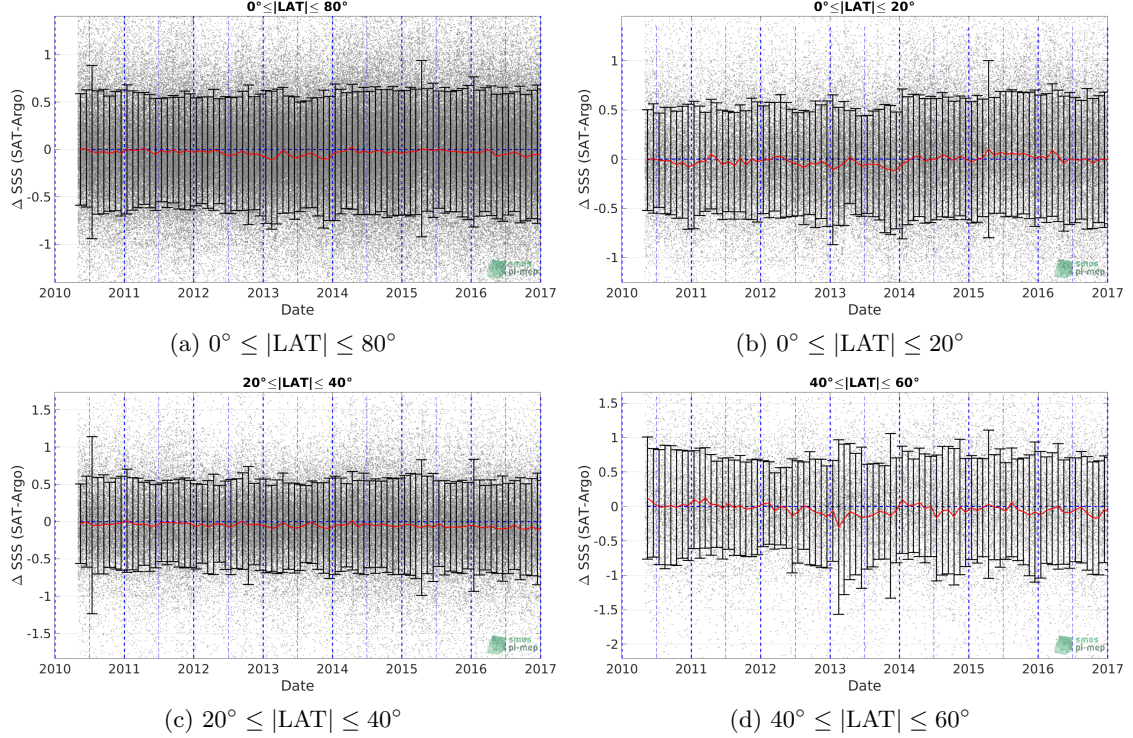 0°≤|LAT|≤ 80°
Δ SSS (SAT-Argo)
1
0.5
0
-0.5
-1
2010 2011 2012 2013 2014 2015 2016 2017
Date
smos
pi-mep
(a) 0° ≤ |LAT| ≤ 80°
0°≤|LAT|≤ 20°
Δ SSS (SAT-Argo)
1
0.5
0
-0.5
-1
2010 2011 2012 2013 2014 2015 2016 2017
Date
smos
pi-mep
(b) 0° ≤ |LAT| ≤ 20°
20°≤|LAT|≤ 40°
Δ SSS (SAT-Argo)
1.5
1
0.5
0
-0.5
-1
-1.5
2010 2011 2012 2013 2014 2015 2016 2017
Date
smos
pi-mep
(c) 20° ≤ |LAT| ≤ 40°
40°≤|LAT|≤ 60°
Δ SSS (SAT-Argo)
1.5
1
0.5
0
-0.5
-1
-1.5
-2
2010 2011 2012 2013 2014 2015 2016 2017
Date
smos
pi-mep
(d) 40° ≤ |LAT| ≤ 60°